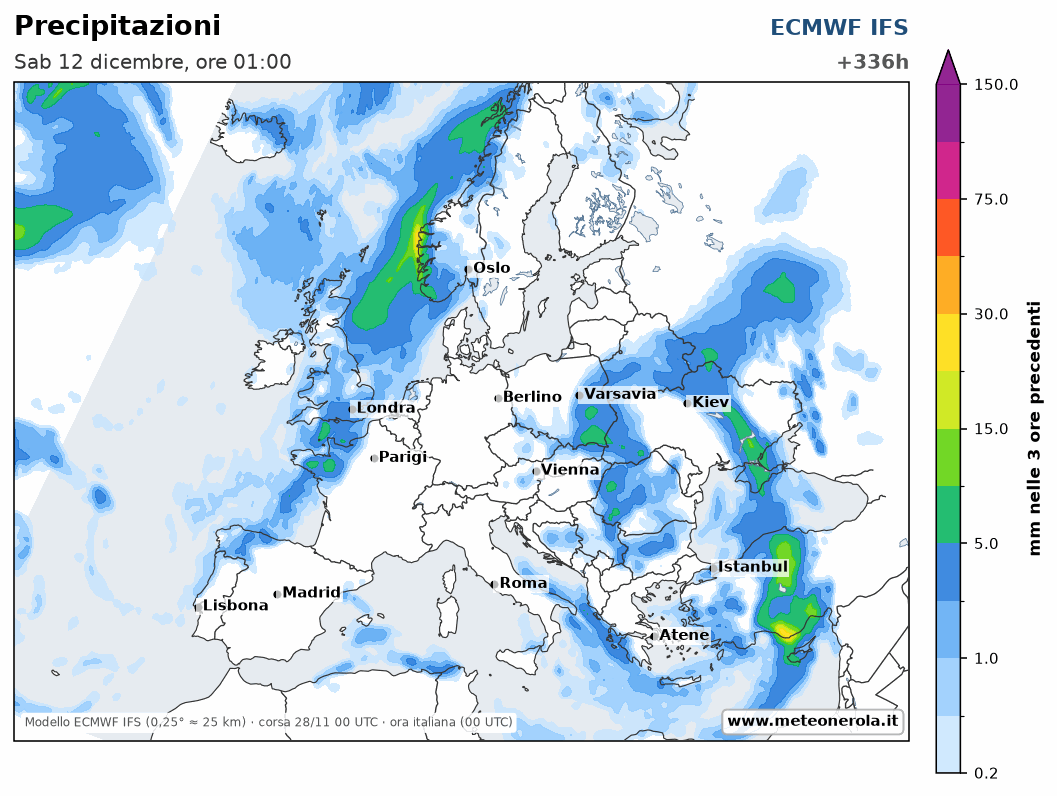 Precipitazioni
ECMWF IFS
Sab 12 dicembre, ore 01:00
+336h
150.0
75.0
30.0
15.0
5.0
1.0
0.2
mm nelle 3 ore precedenti
Oslo
Berlino
Varsavia
Kiev
Londra
Parigi
Vienna
Istanbul
Roma
Madrid
Lisbona
Atene
Modello ECMWF IFS (0,25° ≈ 25 km) · corsa 28/11 00 UTC · ora italiana (00 UTC)
www.meteonerola.it